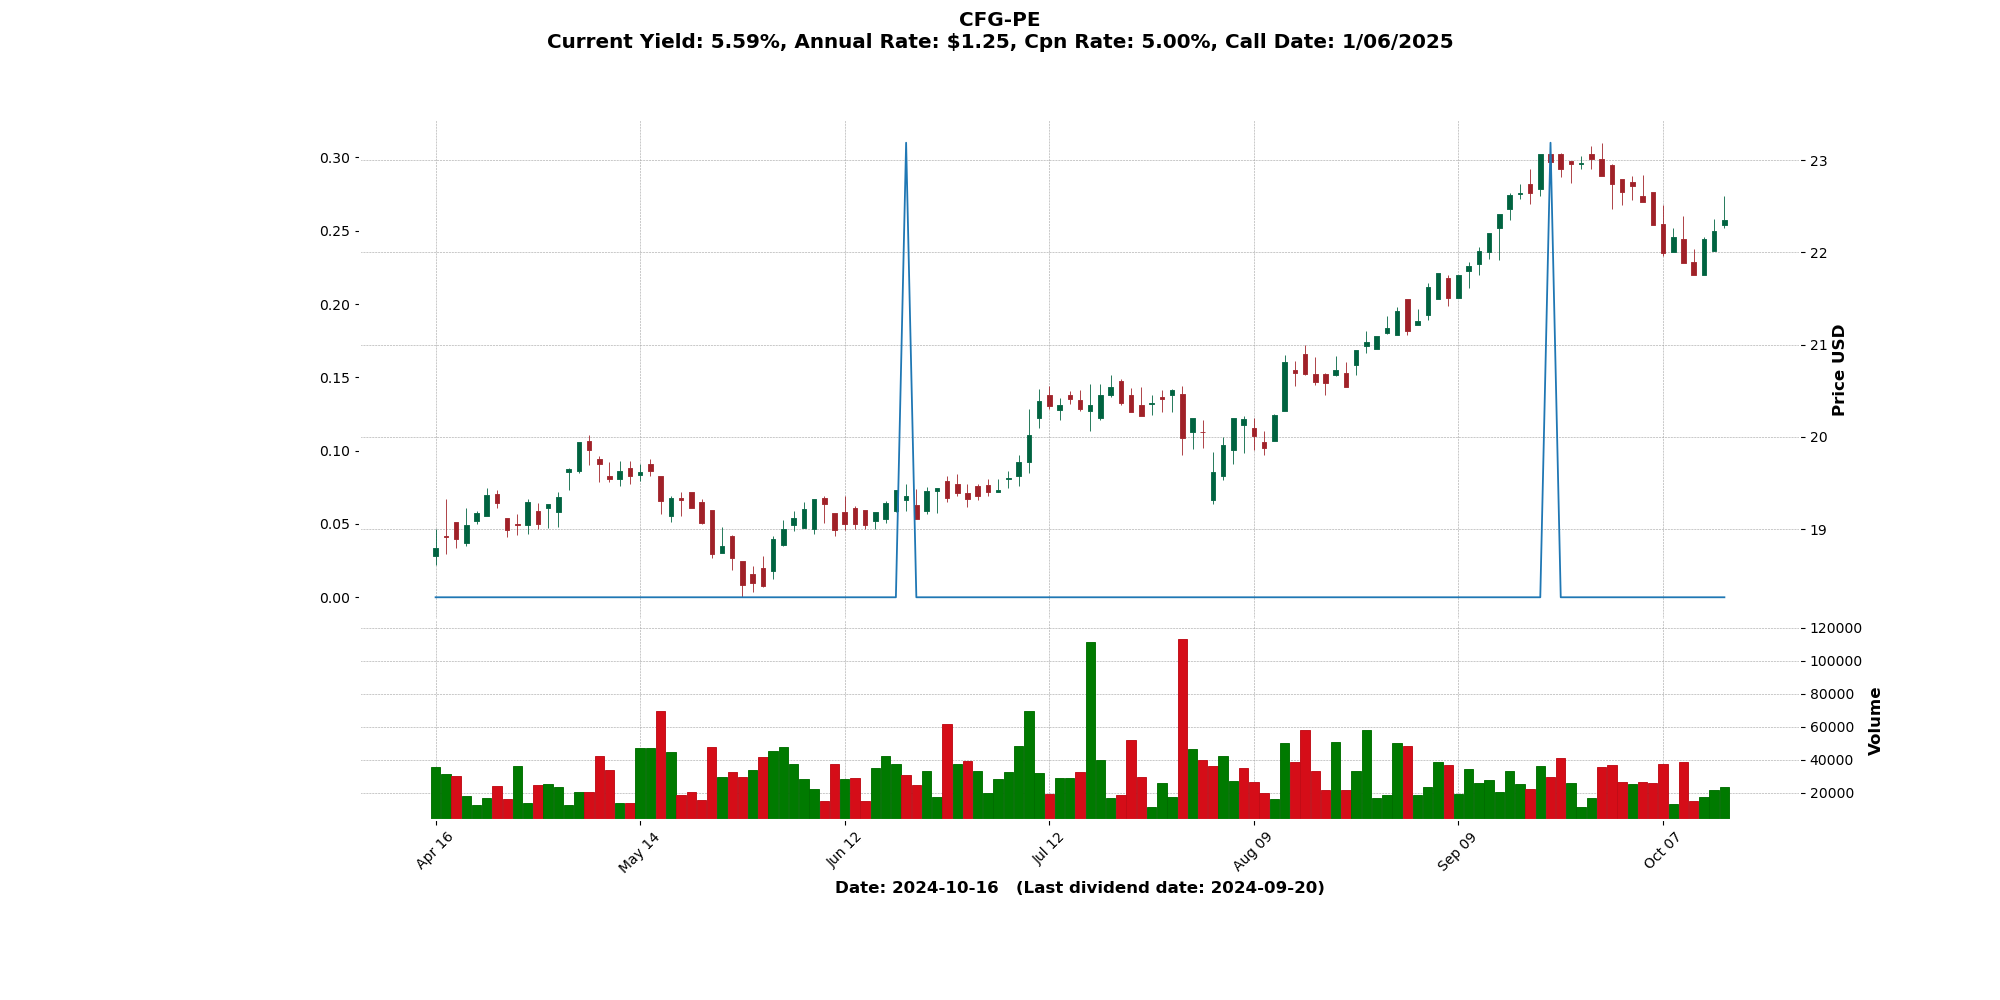 CFG-PE
Current Yield: 5.59%, Annual Rate: $1.25, Cpn Rate: 5.00%, Call Date: 1/06/2025
0.30
0.25
0.20
0.15
0.10
0.05
0.00
23
22
21
20
19
Price USD
120000
100000
80000
60000
40000
20000
Volume
Apr 16
May 14
Jun 12
Jul 12
Aug 09
Sep 09
Oct 07
Date: 2024-10-16   (Last dividend date: 2024-09-20)